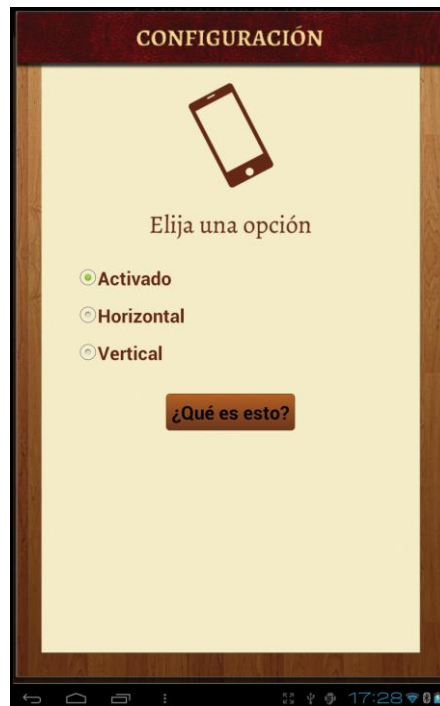 CONFIGURACIÓN
Elija una opción
Activado
Horizontal
Vertical
¿Qué es esto?
17:28